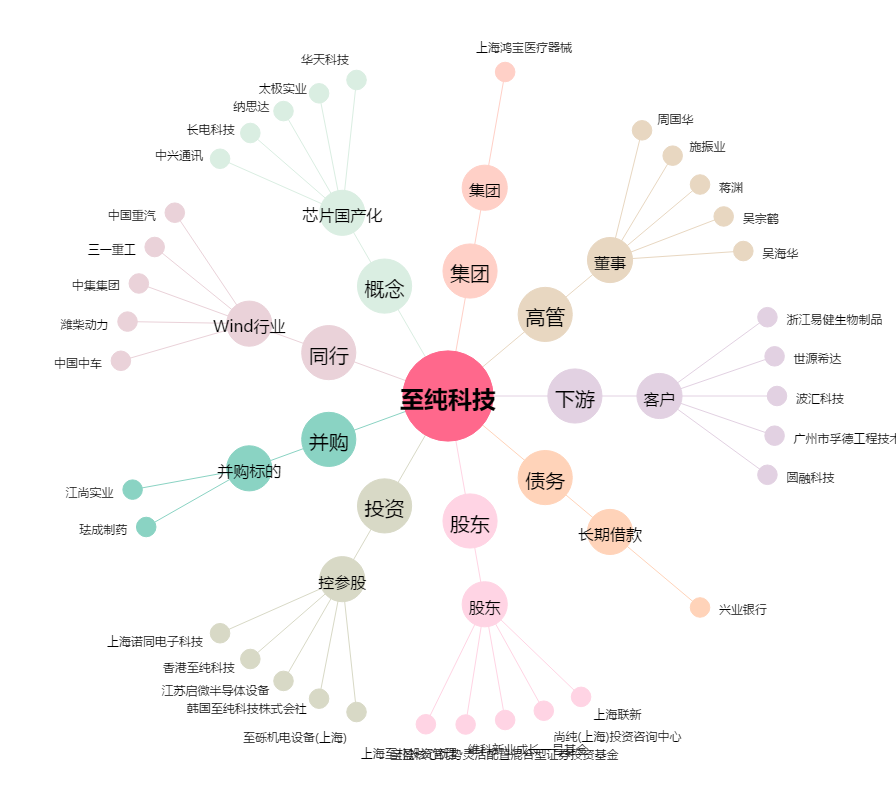 上海鸿宝医疗器械
华天科技
太极实业
纳思达
长电科技
中兴通讯
周国华
施振业
蒋渊
吴宗鹤
吴海华
集团
芯片国产化
中国重汽
三一重工
中集集团
潍柴动力
中国中车
董事
集团
概念
高管
Wind行业
同行
浙江易健生物制品
世源希达
波汇科技
广州市孚德工程技术
圆融科技
至纯科技
下游
客户
并购
并购标的
江尚实业
珐成制药
债务
投资
股东
长期借款
控参股
股东
兴业银行
上海诺同电子科技
香港至纯科技
江苏启微半导体设备
韩国至纯科技株式会社
至砾机电设备(上海)
上海联新
尚纯(上海)投资咨询中心